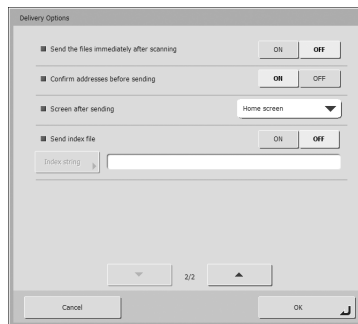 Delivery Options
Send the files immediately after scanning ON OFF
Confirm addresses before sending ON OFF
Screen after sending Home screen
Send index file ON OFF
Index string
2/2
Cancel OK